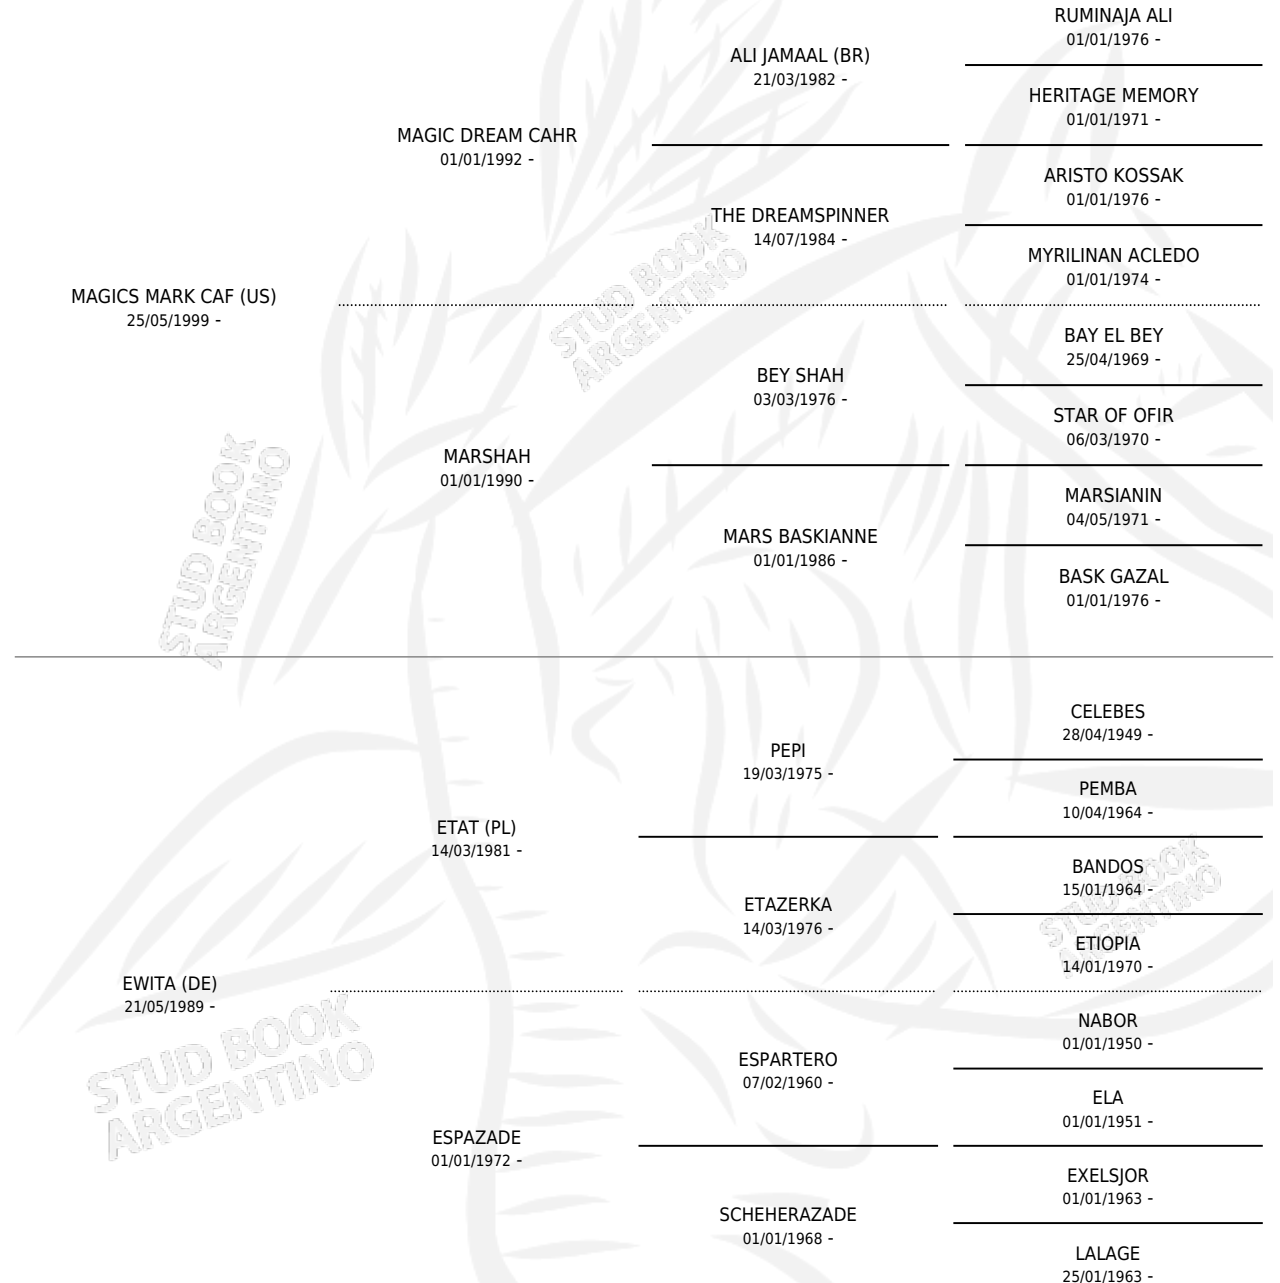 RUMINAJA ALI
01/01/1976 -
ALI JAMAAL (BR)
21/03/1982 -
HERITAGE MEMORY
01/01/1971 -
MAGIC DREAM CAHR
01/01/1992 -
ARISTO KOSSAK
01/01/1976 -
THE DREAMSPINNER
14/07/1984 -
MYRILINAN ACLEDO
01/01/1974 -
MAGICS MARK CAF (US)
25/05/1999 -
BAY EL BEY
25/04/1969 -
BEY SHAH
03/03/1976 -
STAR OF OFIR
06/03/1970 -
MARSHAH
01/01/1990 -
MARSIANIN
04/05/1971 -
MARS BASKIANNE
01/01/1986 -
BASK GAZAL
01/01/1976 -
CELEBES
28/04/1949 -
PEPI
19/03/1975 -
PEMBA
10/04/1964 -
ETAT (PL)
14/03/1981 -
BANDOS
15/01/1964 -
ETAZERKA
14/03/1976 -
ETIOPIA
14/01/1970 -
EWITA (DE)
21/05/1989 -
NABOR
01/01/1950 -
ESPARTERO
07/02/1960 -
ELA
01/01/1951 -
ESPAZADE
01/01/1972 -
EXELSJOR
01/01/1963 -
SCHEHERAZADE
01/01/1968 -
LALAGE
25/01/1963 -
STUD BOOK
ARGENTINO
STUD BOOK
ARGENTINO
STUD BOOK
ARGENTINO
STUD BOOK
ARGENTINO